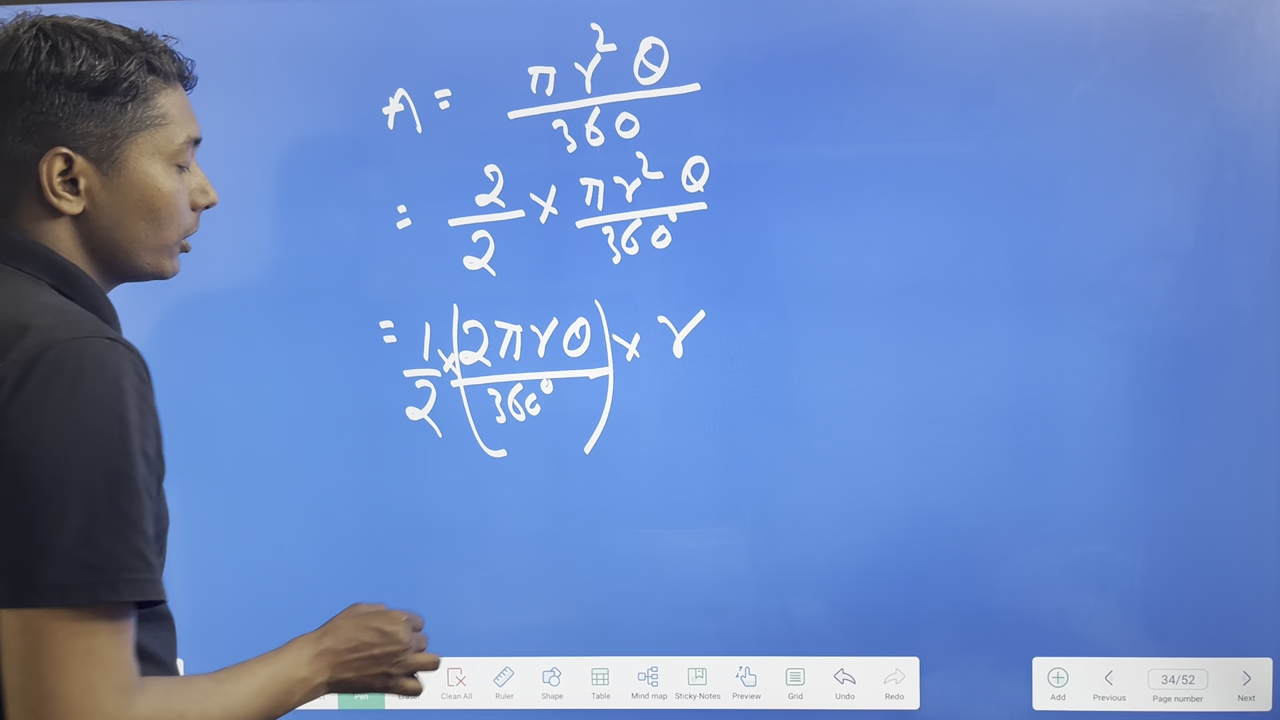 A = πr²θ/360
= 2/2 × πr²θ/360°
= 1/2 × (2πrθ/360°) × r
Pen Clean All Ruler Shape Table Mind map Sticky-Notes Preview Grid Undo Redo
Add Previous 34/52 Page number Next